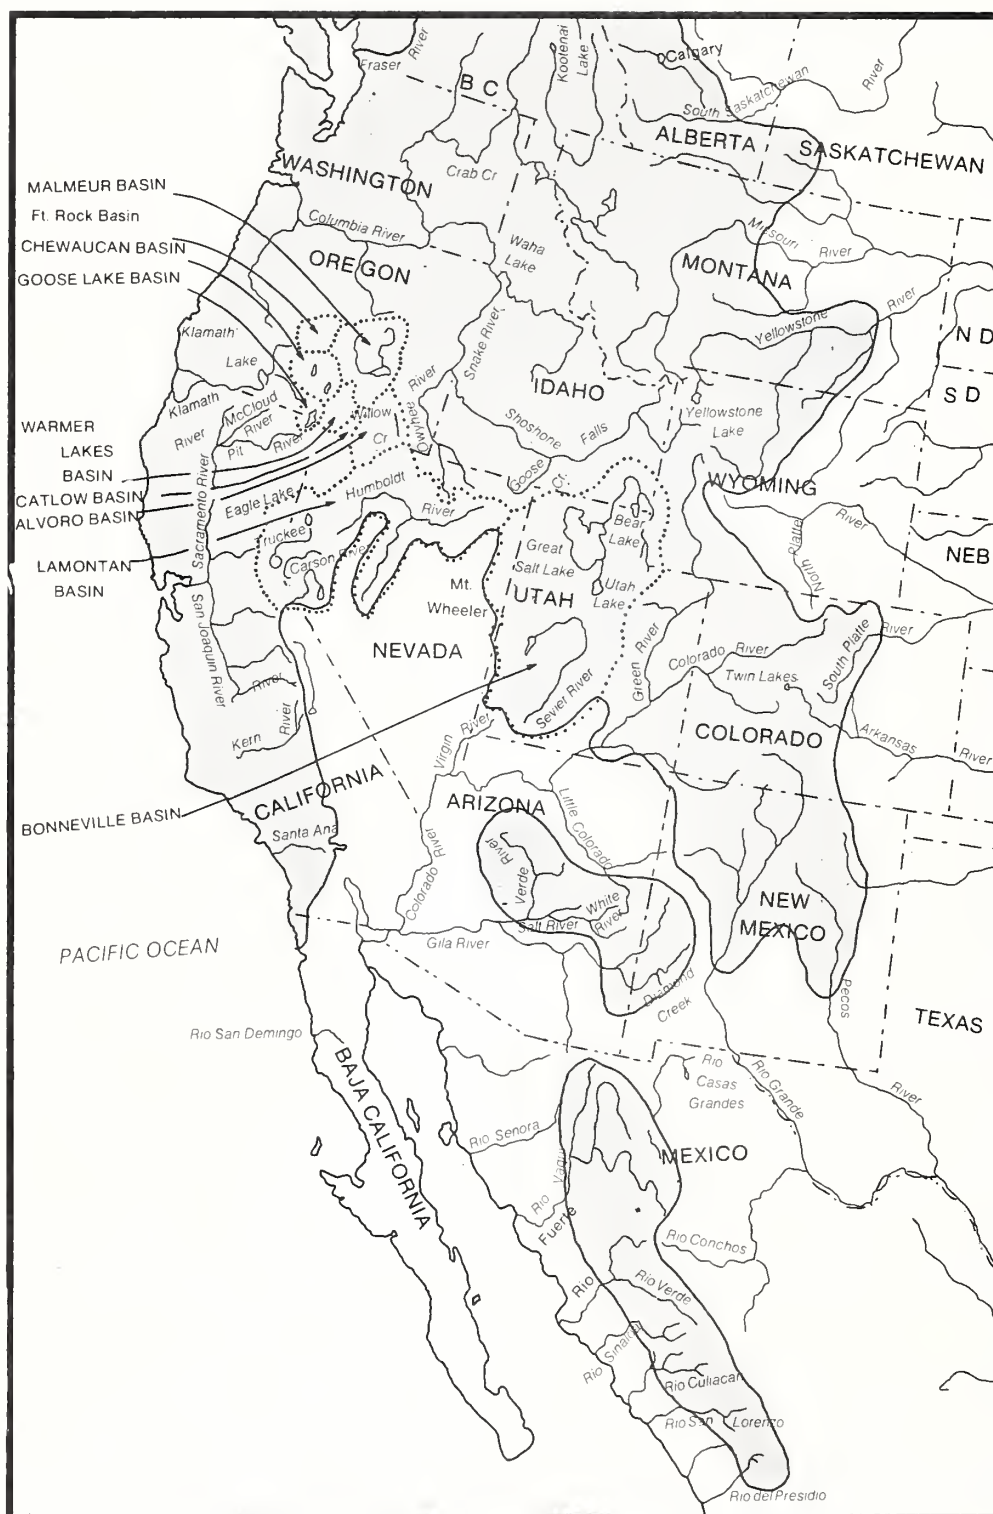 Fraser River
B C
Kootenai Lake
Calgary
South Saskatchewan
River
ALBERTA
SASKATCHEWAN
WASHINGTON
Crab Cr
MALMEUR BASIN
Ft. Rock Basin
CHEWAUCAN BASIN
GOOSE LAKE BASIN
Columbia River
OREGON
Waha
Lake
Missouri River
MONTANA
Klamath
Lake
Snake River
Yellowstone River
N D
S D
IDAHO
Klamath
River
McCloud
River
Pit River
Willow
Cr
Owyhee River
Shoshone Falls
Yellowstone
Lake
WARMER
LAKES
BASIN
CATLOW BASIN
ALVORO BASIN
LAMONTAN
BASIN
Sacramento River
Eagle Lake
Humboldt River
Goose Cr.
WYOMING
North Platte
River
NEB
Truckee
Carson River
Bear
Lake
Great
Salt Lake
Utah
Lake
UTAH
Mt.
Wheeler
NEVADA
San Joaquin River
River
Kern River
Green River
Colorado River
Twin Lakes
South Platte
River
Sevier River
COLORADO
Arkansas River
Virgin River
BONNEVILLE BASIN
CALIFORNIA
ARIZONA
Little Colorado
Santa Ana
Colorado River
Verde River
White
River
Salt River
Gila River
NEW
MEXICO
PACIFIC OCEAN
Diamond
Creek
Pecos
River
TEXAS
Rio San Demingo
BAJA CALIFORNIA
Rio
Casas
Grandes
Rio Grande
Rio Senora
MEXICO
Rio
Rio Fuerte
Rio Conchos
Rio Verde
Rio
Rio Culiacan
Rio San Lorenzo
Rio del Presidio